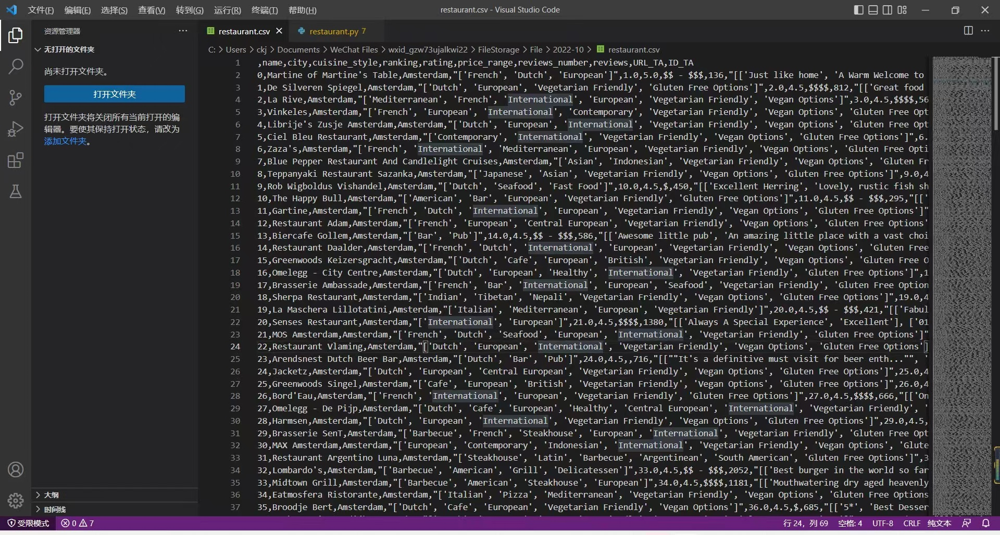 文件(F) 编辑(E) 选择(S) 查看(V) 转到(G) 运行(R) 终端(T) 帮助(H) restaurant.csv - Visual Studio Code
资源管理器
无打开的文件夹
尚未打开文件夹。
打开文件夹
打开文件夹将关闭所有当前打开的编
辑器。要使其保持打开状态，请改为
添加文件夹。
大纲
时间线
restaurant.csv restaurant.py 7
C: > Users > ckj > Documents > WeChat Files > wxid_gzw73ujalkwi22 > FileStorage > File > 2022-10 > restaurant.csv
1 ,name,city,cuisine_style,ranking,rating,price_range,reviews_number,reviews,URL_TA,ID_TA
2 0,Martine of Martine's Table,Amsterdam,"['French', 'Dutch', 'European']",1.0,5.0,$$ - $$$,136,"[['Just like home', 'A Warm Welcome to
3 1,De Silveren Spiegel,Amsterdam,"['Dutch', 'European', 'Vegetarian Friendly', 'Gluten Free Options']",2.0,4.5,$$$$,812,"[['Great food
4 2,La Rive,Amsterdam,"['Mediterranean', 'French', 'International', 'European', 'Vegetarian Friendly', 'Vegan Options']",3.0,4.5,$$$$,56
5 3,Vinkeles,Amsterdam,"['French', 'European', 'International', 'Contemporary', 'Vegetarian Friendly', 'Vegan Options', 'Gluten Free Opt
6 4,Librije's Zusje Amsterdam,Amsterdam,"['Dutch', 'European', 'International', 'Vegetarian Friendly', 'Vegan Options', 'Gluten Free Opt
7 5,Ciel Bleu Restaurant,Amsterdam,"['Contemporary', 'International', 'Vegetarian Friendly', 'Vegan Options', 'Gluten Free Options']",6.
8 6,Zaza's,Amsterdam,"['French', 'International', 'Mediterranean', 'European', 'Vegetarian Friendly', 'Vegan Options', 'Gluten Free Opti
9 7,Blue Pepper Restaurant And Candlelight Cruises,Amsterdam,"['Asian', 'Indonesian', 'Vegetarian Friendly', 'Vegan Options', 'Gluten Fr
10 8,Teppanyaki Restaurant Sazanka,Amsterdam,"['Japanese', 'Asian', 'Vegetarian Friendly', 'Vegan Options', 'Gluten Free Options']",9.0,4
11 9,Rob Wigboldus Vishandel,Amsterdam,"['Dutch', 'Seafood', 'Fast Food']",10.0,4.5,$,450,"[['Excellent Herring', 'Lovely, rustic fish sh
12 10,The Happy Bull,Amsterdam,"['American', 'Bar', 'European', 'Vegetarian Friendly', 'Gluten Free Options']",11.0,4.5,$$ - $$$,295,"[['
13 11,Gartine,Amsterdam,"['French', 'Dutch', 'International', 'European', 'Vegetarian Friendly', 'Vegan Options', 'Gluten Free Options']"
14 12,Restaurant Adam,Amsterdam,"['French', 'European', 'Central European', 'Vegetarian Friendly', 'Vegan Options', 'Gluten Free Options'
15 13,Biercafe Gollem,Amsterdam,"['Bar', 'Pub']",14.0,4.5,$$ - $$$,586,"[['Awesome little pub', 'An amazing little place with a vast choi
16 14,Restaurant Daalder,Amsterdam,"['French', 'Dutch', 'International', 'European', 'Vegetarian Friendly', 'Vegan Options', 'Gluten Free
17 15,Greenwoods Keizersgracht,Amsterdam,"['Dutch', 'Cafe', 'European', 'British', 'Vegetarian Friendly', 'Vegan Options', 'Gluten Free O
18 16,Omelegg - City Centre,Amsterdam,"['Dutch', 'European', 'Healthy', 'International', 'Vegetarian Friendly', 'Gluten Free Options']",1
19 17,Brasserie Ambassade,Amsterdam,"['French', 'Bar', 'International', 'European', 'Seafood', 'Vegetarian Friendly', 'Gluten Free Option
20 18,Sherpa Restaurant,Amsterdam,"['Indian', 'Tibetan', 'Nepali', 'Vegetarian Friendly', 'Vegan Options', 'Gluten Free Options']",19.0,4
21 19,La Maschera Lillotatini,Amsterdam,"['Italian', 'Mediterranean', 'European', 'Vegetarian Friendly']",20.0,4.5,$$ - $$$,421,"[['Fabul
22 20,Senses Restaurant,Amsterdam,"['International', 'European']",21.0,4.5,$$$$,1380,"[['Always A Special Experience', 'Excellent'], ['01
23 21,MOS Amsterdam,Amsterdam,"['French', 'Dutch', 'Seafood', 'European', 'International', 'Vegetarian Friendly', 'Gluten Free Options']"
24 22,Restaurant Vlaming,Amsterdam,"['Dutch', 'European', 'International', 'Vegetarian Friendly', 'Vegan Options', 'Gluten Free Options']
25 23,Arendsnest Dutch Beer Bar,Amsterdam,"['Dutch', 'Bar', 'Pub']",24.0,4.5,,716,"[[""It's a definitive must visit for beer enth..."", '
26 24,Jacketz,Amsterdam,"['Dutch', 'European', 'Central European', 'Vegetarian Friendly', 'Vegan Options', 'Gluten Free Options']",25.0,4
27 25,Greenwoods Singel,Amsterdam,"['Cafe', 'European', 'British', 'Vegetarian Friendly', 'Vegan Options', 'Gluten Free Options']",26.0,4
28 26,Bord'Eau,Amsterdam,"['French', 'International', 'European', 'Vegetarian Friendly', 'Gluten Free Options']",27.0,4.5,$$$$,666,"[['On
29 27,Omelegg - De Pijp,Amsterdam,"['Dutch', 'Cafe', 'European', 'Healthy', 'Central European', 'International', 'Vegetarian Friendly', '
30 28,Harmsen,Amsterdam,"['Dutch', 'European', 'International', 'Vegetarian Friendly', 'Vegan Options', 'Gluten Free Options']",29.0,4.5,
31 29,Brasserie SenT,Amsterdam,"['Barbecue', 'French', 'Steakhouse', 'European', 'International', 'Vegetarian Friendly', 'Gluten Free Opt
32 30,MAX Amsterdam,Amsterdam,"['European', 'Contemporary', 'Indonesian', 'International', 'Vegetarian Friendly', 'Vegan Options', 'Glute
33 31,Restaurant Argentino Luna,Amsterdam,"['Steakhouse', 'Latin', 'Barbecue', 'Argentinean', 'South American', 'Gluten Free Options']",3
34 32,Lombardo's,Amsterdam,"['Barbecue', 'American', 'Grill', 'Delicatessen']",33.0,4.5,$$ - $$$,2052,"[['Best burger in the world so far
35 33,Midtown Grill,Amsterdam,"['Barbecue', 'American', 'Steakhouse', 'European']",34.0,4.5,$$$$,1181,"[['Mouthwatering dry aged heavenly
36 34,Eatmosfera Ristorante,Amsterdam,"['Italian', 'Pizza', 'Mediterranean', 'Vegetarian Friendly', 'Vegan Options', 'Gluten Free Options
37 35,Broodje Bert,Amsterdam,"['Dutch', 'Cafe', 'European', 'Vegetarian Friendly', 'Vegan Options']",36.0,4.5,$,685,"[['5*', 'Best Desser
受限模式 0 7 行 24，列 69 空格: 4 UTF-8 CRLF 纯文本